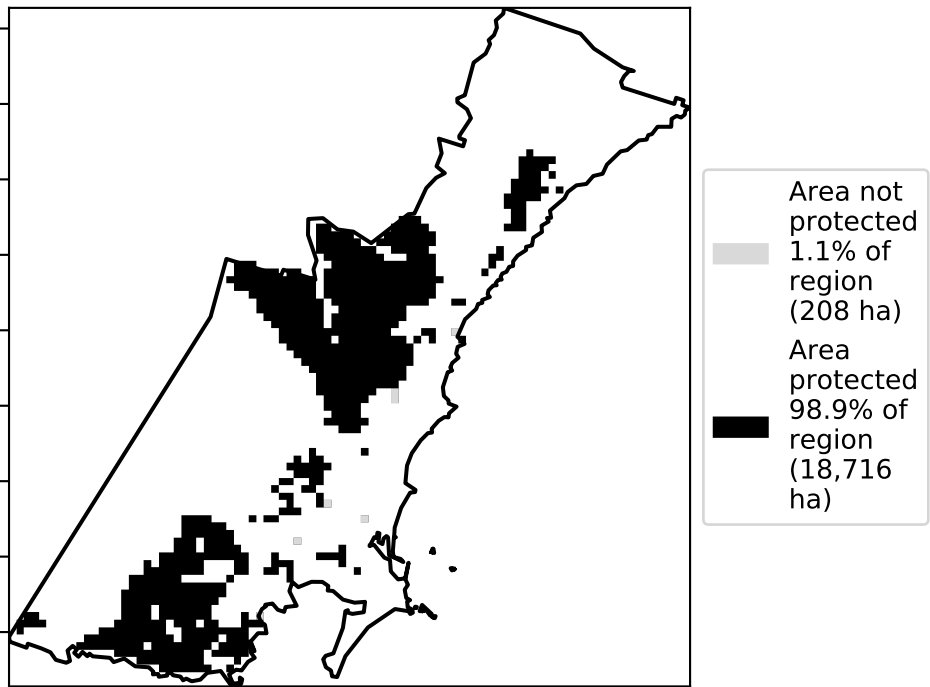 Area not
protected
1.1% of
region
(208 ha)
Area
protected
98.9% of
region
(18,716
ha)